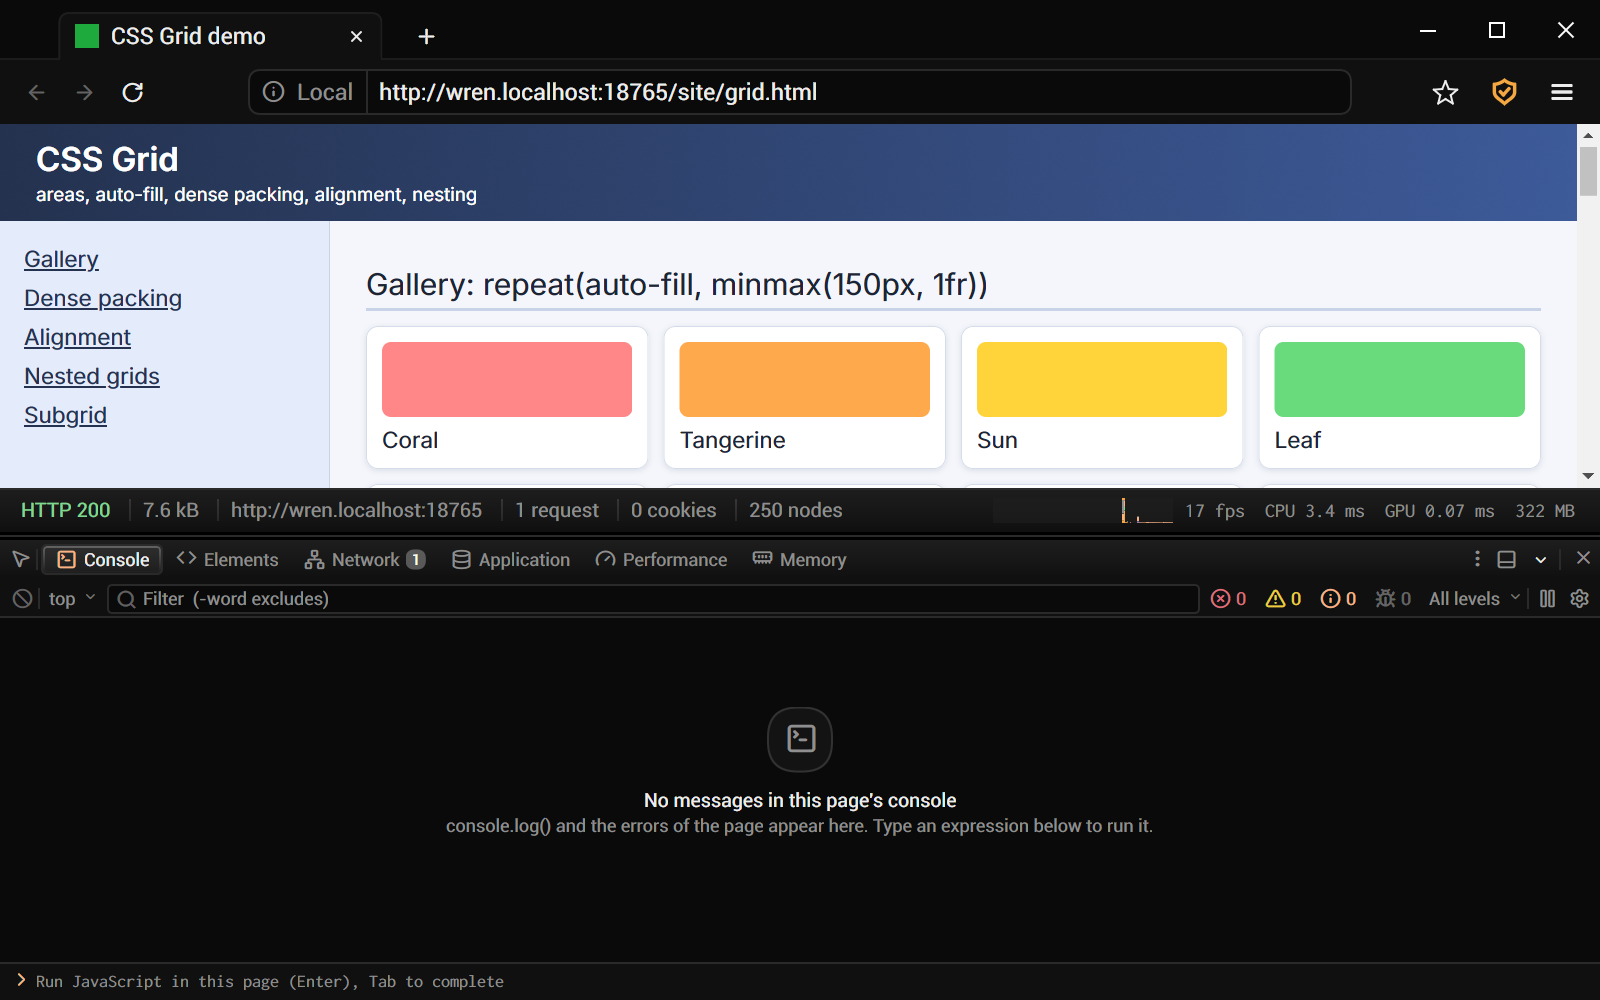 CSS Grid demo
Local http://wren.localhost:18765/site/grid.html
CSS Grid
areas, auto-fill, dense packing, alignment, nesting
Gallery
Dense packing
Alignment
Nested grids
Subgrid
Gallery: repeat(auto-fill, minmax(150px, 1fr))
Coral Tangerine Sun Leaf
HTTP 200 7.6 kB http://wren.localhost:18765 1 request 0 cookies 250 nodes 17 fps CPU 3.4 ms GPU 0.07 ms 322 MB
Console Elements Network 1 Application Performance Memory
top Filter (-word excludes) 0 0 0 0 All levels
No messages in this page's console
console.log() and the errors of the page appear here. Type an expression below to run it.
Run JavaScript in this page (Enter), Tab to complete